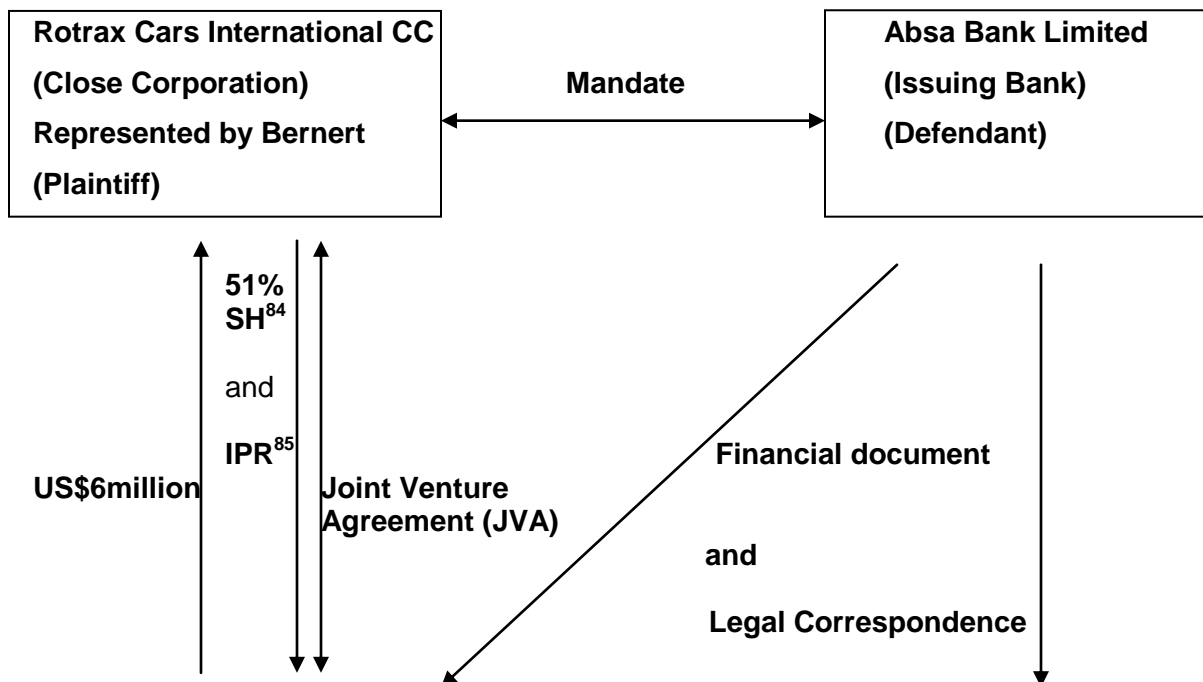 Rotrax Cars International CC
(Close Corporation)
Represented by Bernert
(Plaintiff)
Mandate
Absa Bank Limited
(Issuing Bank)
(Defendant)
51%
SH84
and
IPR85
US$6million
Joint Venture
Agreement (JVA)
Financial document
and
Legal Correspondence